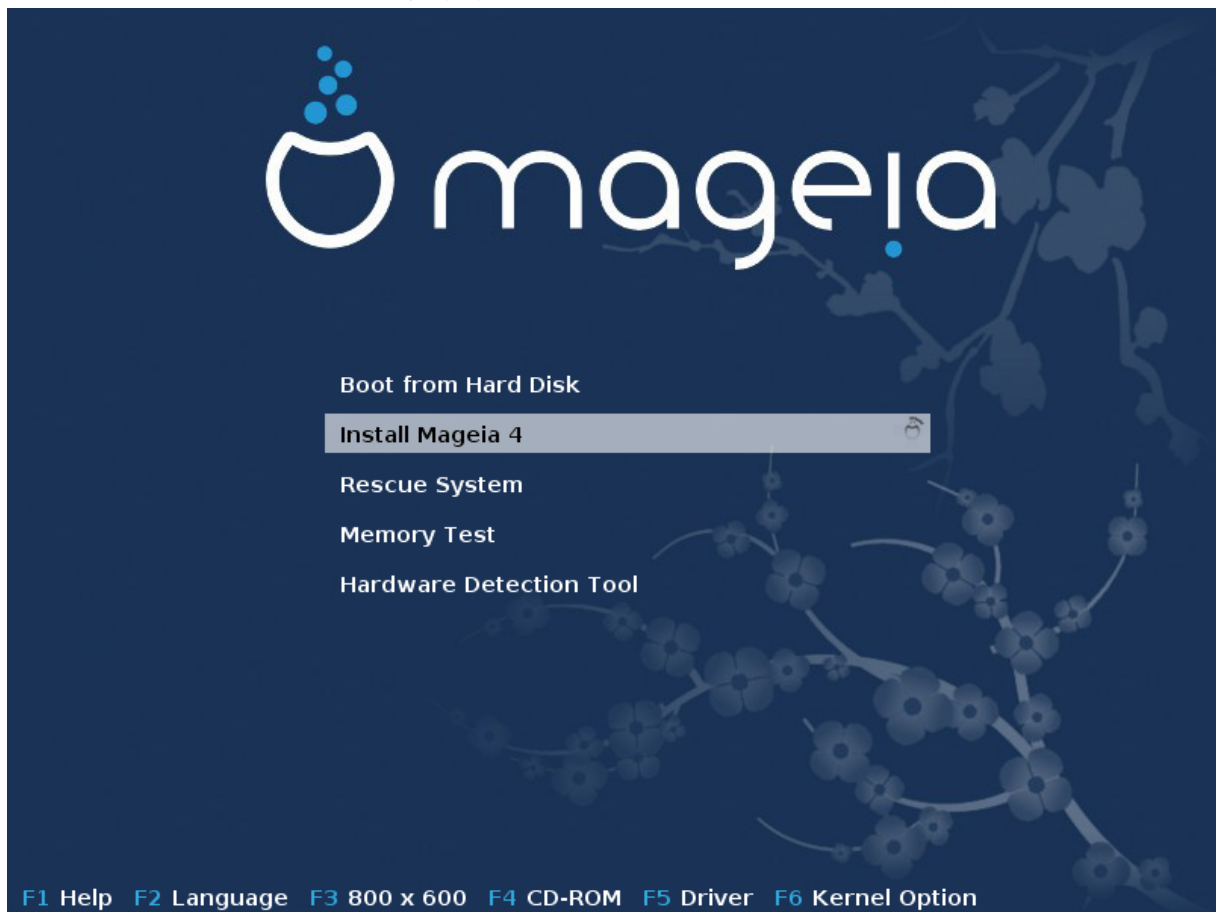 mageia
Boot from Hard Disk
Install Mageia 4
Rescue System
Memory Test
Hardware Detection Tool
F1 Help F2 Language F3 800 x 600 F4 CD-ROM F5 Driver F6 Kernel Option